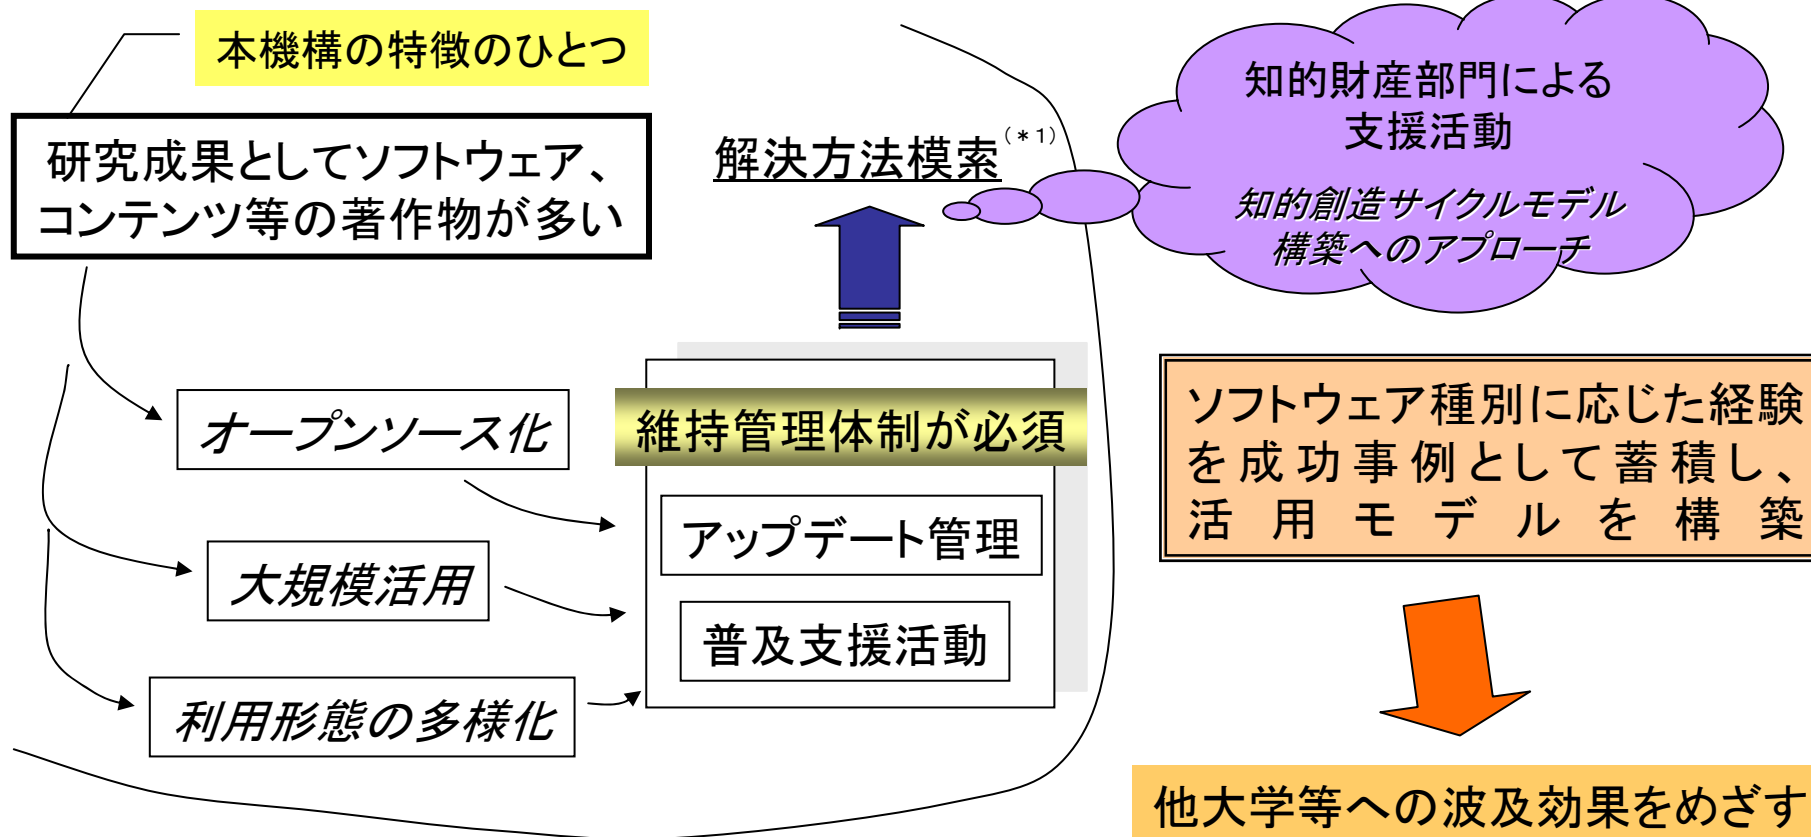 本機構の特徴のひとつ
研究成果としてソフトウェア、
コンテンツ等の著作物が多い
解決方法模索(*1)
知的財産部門による
支援活動
知的創造サイクルモデル
構築へのアプローチ
オープンソース化
大規模活用
利用形態の多様化
維持管理体制が必須
アップデート管理
普及支援活動
ソフトウェア種別に応じた経験
を成功事例として蓄積し、
活用モデルを構築
他大学等への波及効果をめざす